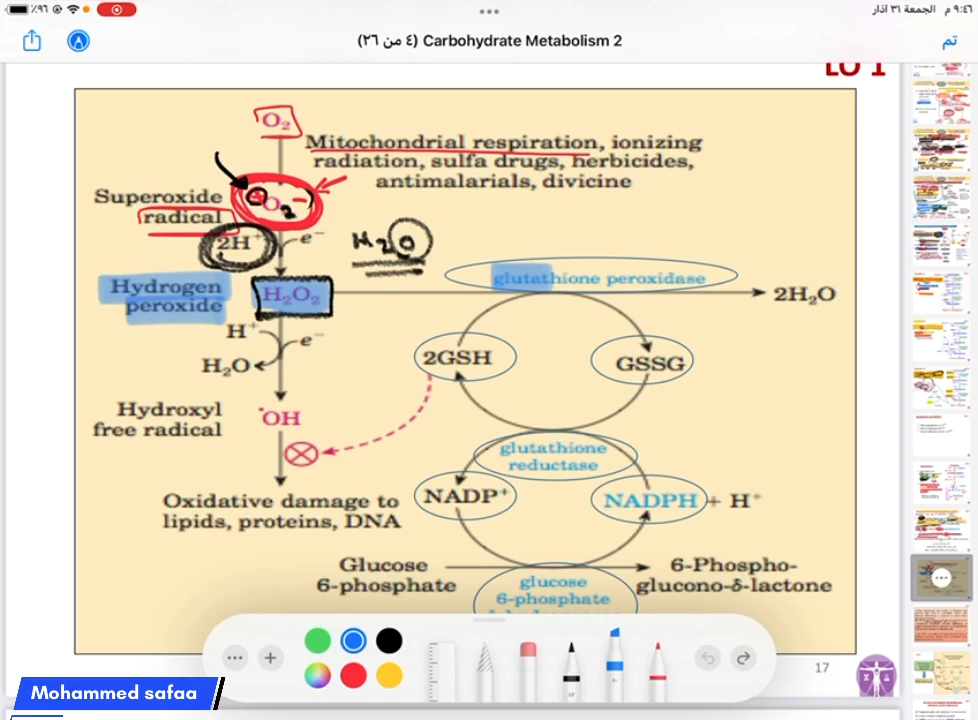 ٩:٤٦ م الجمعة ٣١ آذار
٪٩٦
Carbohydrate Metabolism 2 (٤ من ٢٦)
تم
LO 1
O₂
Mitochondrial respiration, ionizing
radiation, sulfa drugs, herbicides,
antimalarials, divicine
Superoxide
radical
O₂⁻
2H⁺
e⁻
H₂O
Hydrogen
peroxide
H₂O₂
glutathione peroxidase
2H₂O
H⁺
e⁻
H₂O
2GSH
GSSG
Hydroxyl
free radical
•OH
glutathione
reductase
Oxidative damage to
lipids, proteins, DNA
NADP⁺
NADPH + H⁺
Glucose
6-phosphate
6-Phospho-
glucono-δ-lactone
glucose
6-phosphate
17
Mohammed safaa